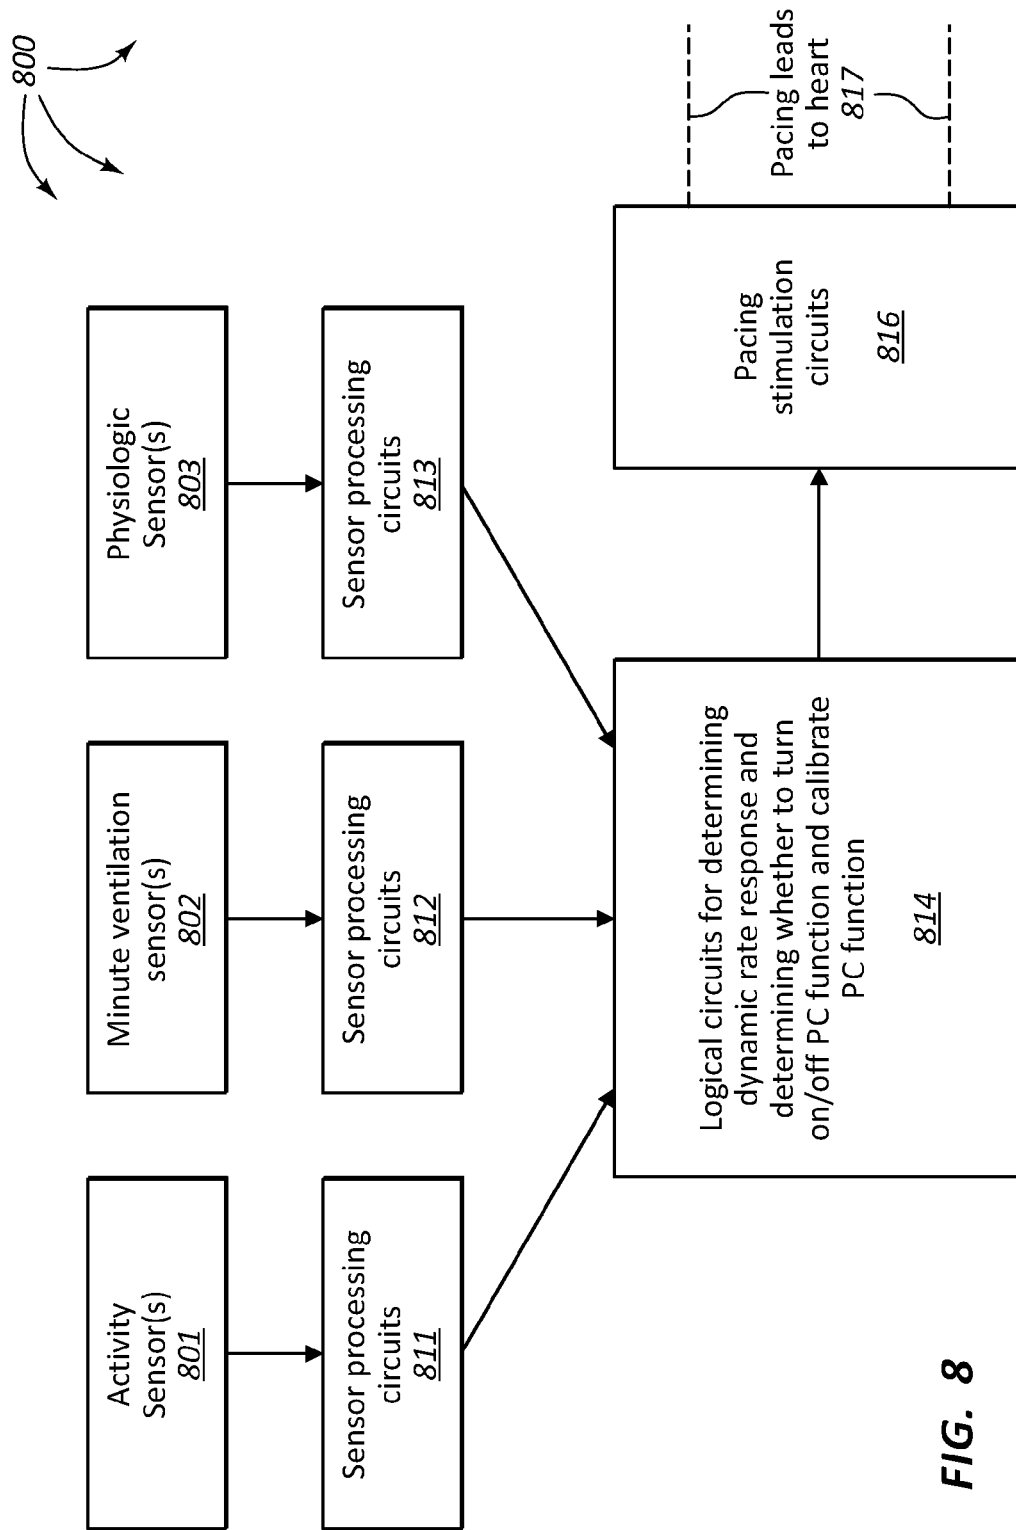 800
Activity
Sensor(s)
801
Minute ventilation
sensor(s)
802
Physiologic
Sensor(s)
803
Sensor processing
circuits
811
Sensor processing
circuits
812
Sensor processing
circuits
813
Logical circuits for determining
dynamic rate response and
determining whether to turn
on/off PC function and calibrate
PC function
814
Pacing
stimulation
circuits
816
Pacing leads
to heart
817
FIG. 8